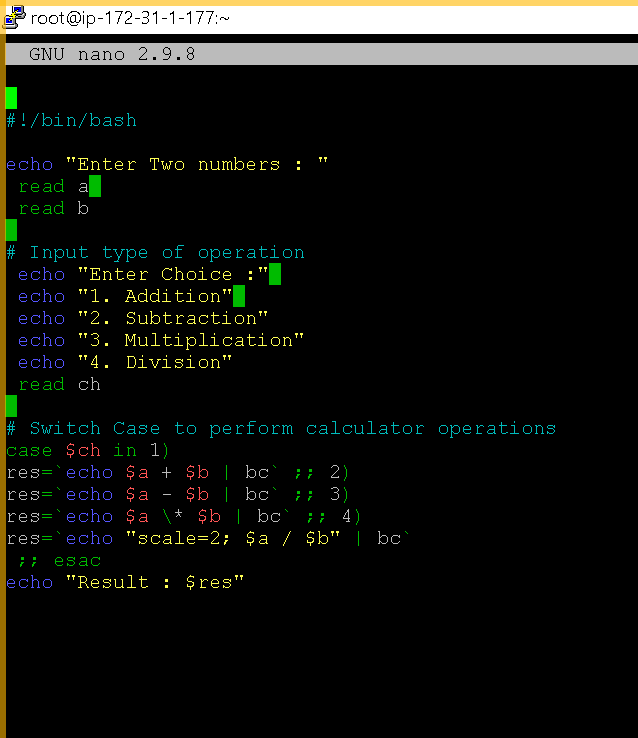 root@ip-172-31-1-177:~
GNU nano 2.9.8
#!/bin/bash
echo "Enter Two numbers : "
read a
read b
# Input type of operation
echo "Enter Choice :"
echo "1. Addition"
echo "2. Subtraction"
echo "3. Multiplication"
echo "4. Division"
read ch
# Switch Case to perform calculator operations
case $ch in 1)
res=`echo $a + $b | bc` ;; 2)
res=`echo $a - $b | bc` ;; 3)
res=`echo $a \* $b | bc` ;; 4)
res=`echo "scale=2; $a / $b" | bc`
;; esac
echo "Result : $res"